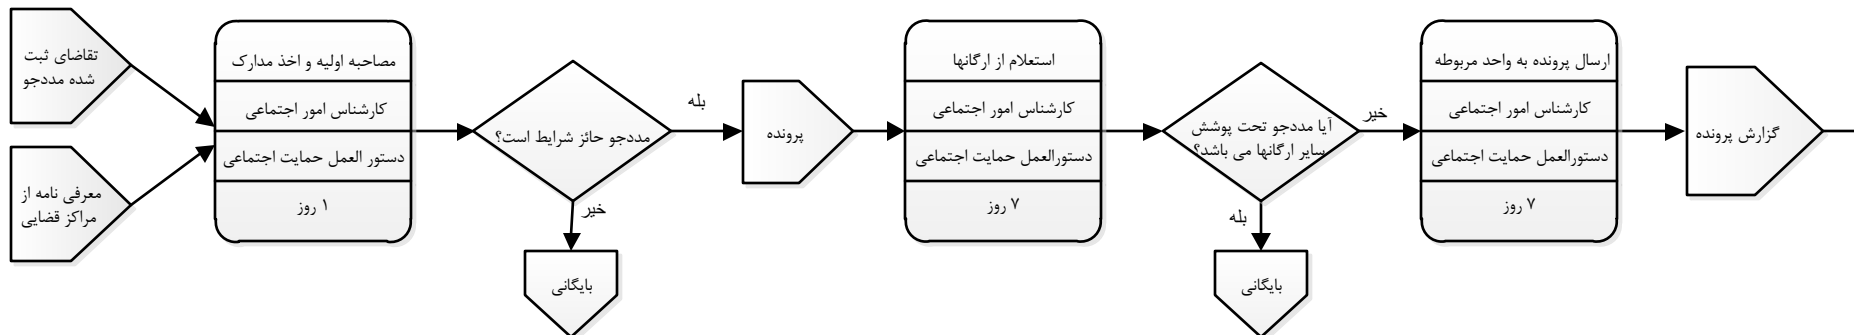 تقاضای ثبت
شده مددجو
معرفی نامه از
مراکز قضایی
مصاحبه اولیه و اخذ مدارک
کارشناس امور اجتماعی
دستور العمل حمایت اجتماعی
۱ روز
مددجو حائز شرایط است؟
بله
خیر
بایگانی
پرونده
استعلام از ارگانها
کارشناس امور اجتماعی
دستورالعمل حمایت اجتماعی
۷ روز
آیا مددجو تحت پوشش
سایر ارگانها می باشد؟
خیر
بله
بایگانی
ارسال پرونده به واحد مربوطه
کارشناس امور اجتماعی
دستورالعمل حمایت اجتماعی
۷ روز
گزارش پرونده